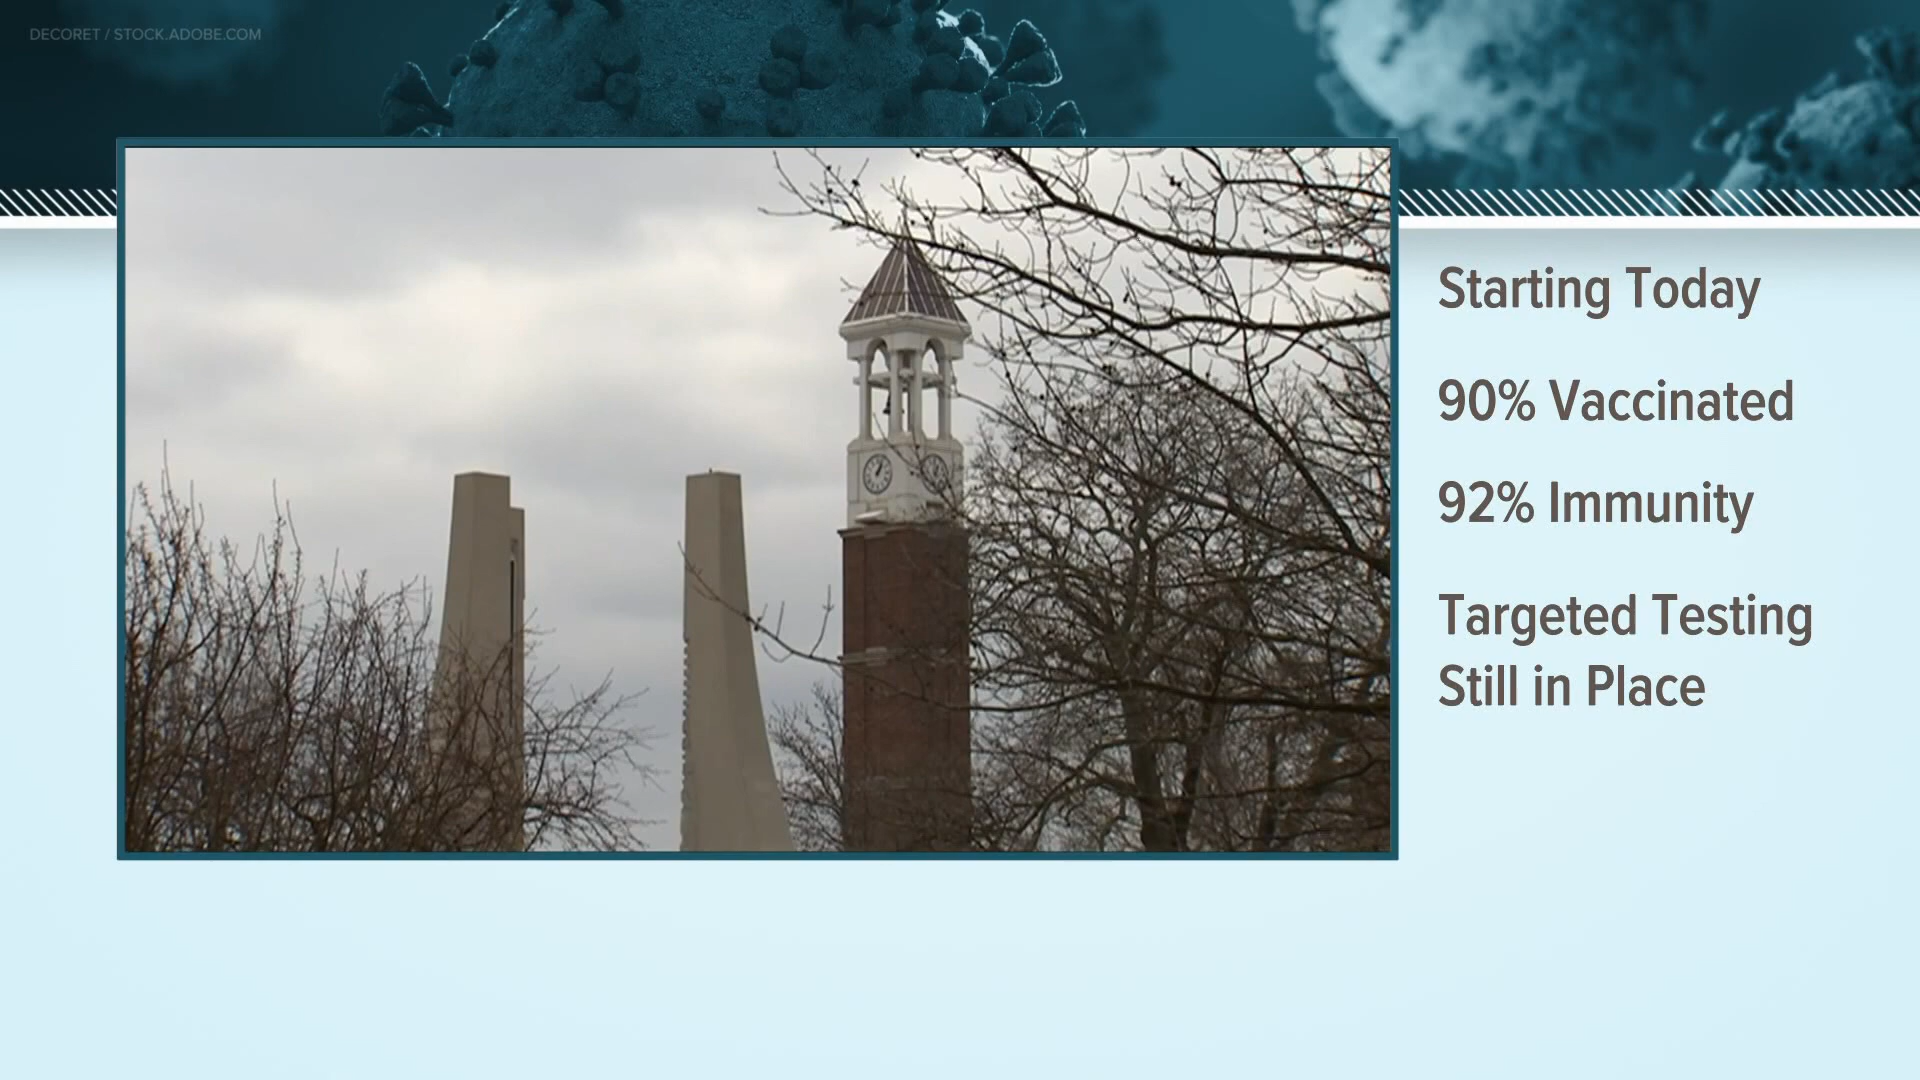 DECORET / STOCK.ADOBE.COM
Starting Today
90% Vaccinated
92% Immunity
Targeted Testing
Still in Place